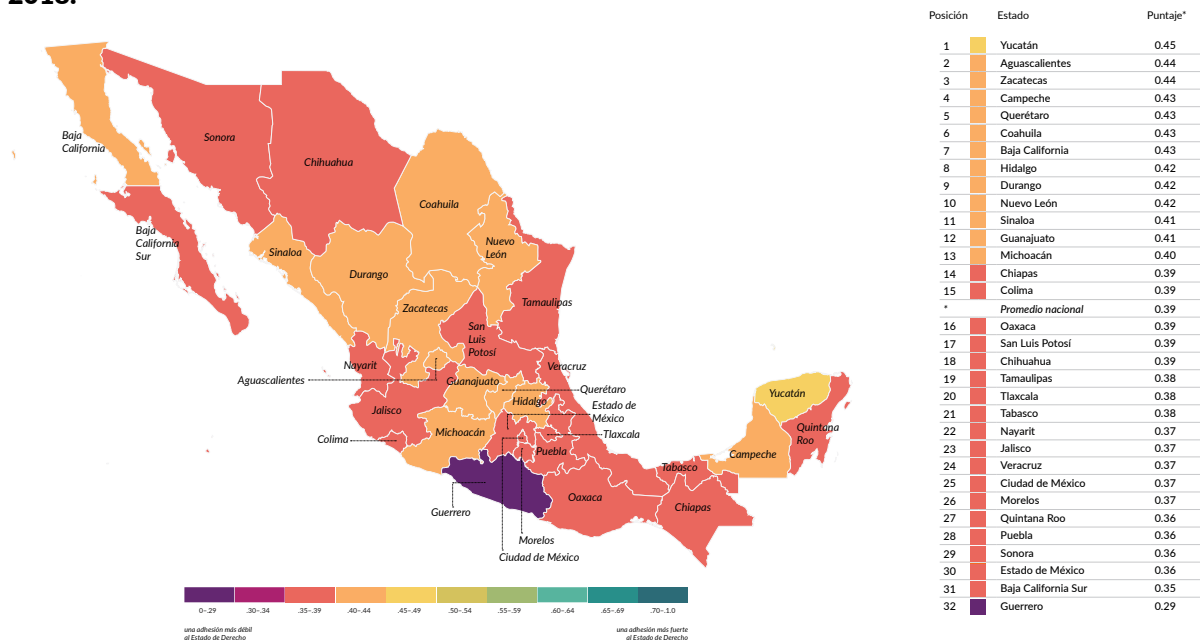 2018.
Baja
California
Sonora
Chihuahua
Coahuila
Baja
California
Sur
Sinaloa
Nuevo
León
Durango
Zacatecas
Tamaulipas
San
Luis
Potosí
Nayarit
Veracruz
Aguascalientes
Guanajuato
Querétaro
Hidalgo
Estado de
México
Jalisco
Yucatán
Colima
Michoacán
Tlaxcala
Quintana
Roo
Puebla
Campeche
Tabasco
Guerrero
Oaxaca
Chiapas
Morelos
Ciudad de México
0–.29 .30–.34 .35–.39 .40–.44 .45–.49 .50–.54 .55–.59 .60–.64 .65–.69 .70–.1.0
una adhesión más débil
al Estado de Derecho
una adhesión más fuerte
al Estado de Derecho
Posición Estado Puntaje*
1 Yucatán 0.45
2 Aguascalientes 0.44
3 Zacatecas 0.44
4 Campeche 0.43
5 Querétaro 0.43
6 Coahuila 0.43
7 Baja California 0.43
8 Hidalgo 0.42
9 Durango 0.42
10 Nuevo León 0.42
11 Sinaloa 0.41
12 Guanajuato 0.41
13 Michoacán 0.40
14 Chiapas 0.39
15 Colima 0.39
* Promedio nacional 0.39
16 Oaxaca 0.39
17 San Luis Potosí 0.39
18 Chihuahua 0.39
19 Tamaulipas 0.38
20 Tlaxcala 0.38
21 Tabasco 0.38
22 Nayarit 0.37
23 Jalisco 0.37
24 Veracruz 0.37
25 Ciudad de México 0.37
26 Morelos 0.37
27 Quintana Roo 0.36
28 Puebla 0.36
29 Sonora 0.36
30 Estado de México 0.36
31 Baja California Sur 0.35
32 Guerrero 0.29